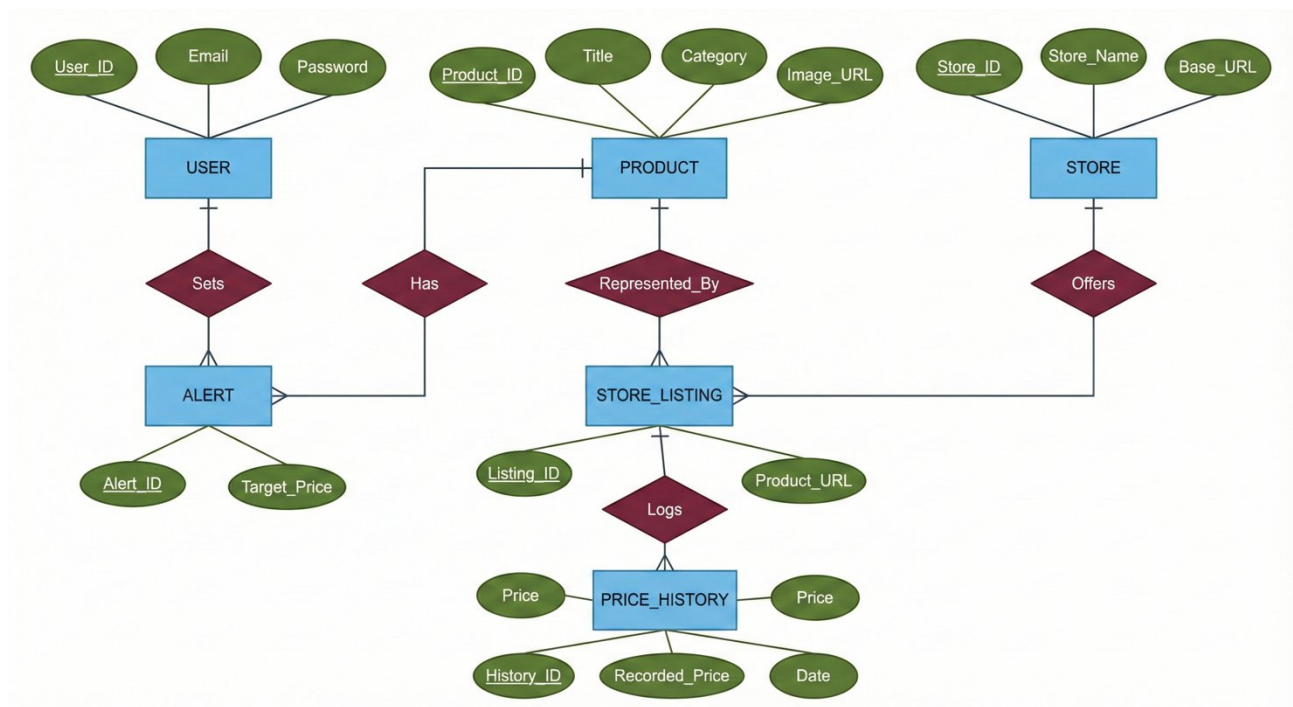 User_ID
Email
Password
Product_ID
Title
Category
Image_URL
Store_ID
Store_Name
Base_URL
USER
PRODUCT
STORE
Sets
Has
Represented_By
Offers
ALERT
STORE_LISTING
Alert_ID
Target_Price
Listing_ID
Product_URL
Logs
Price
PRICE_HISTORY
Price
History_ID
Recorded_Price
Date